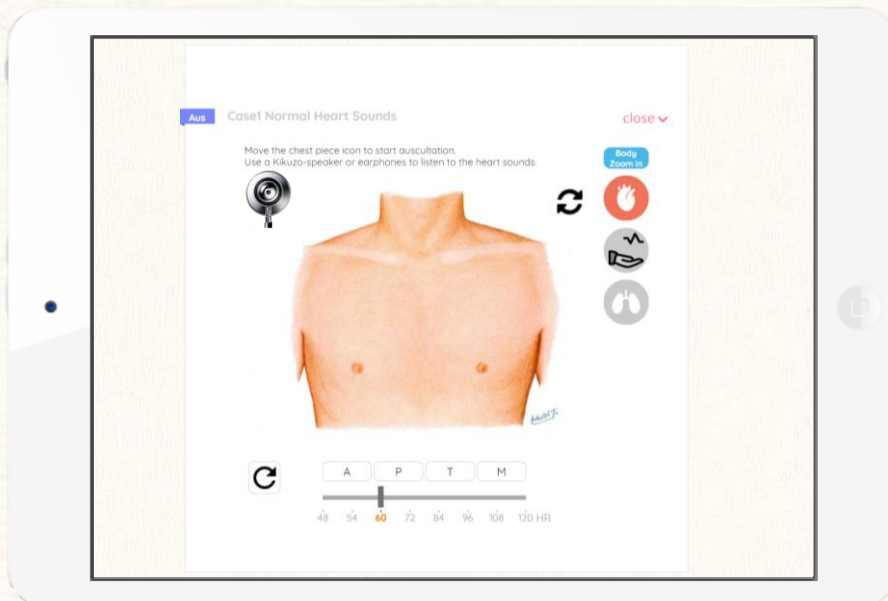 Aus
Case1 Normal Heart Sounds
close
Move the chest piece icon to start auscultation.
Use a Kikuzo-speaker or earphones to listen to the heart sounds.
Body
Zoom in
A P T M
48 54 60 72 84 96 108 120 HR